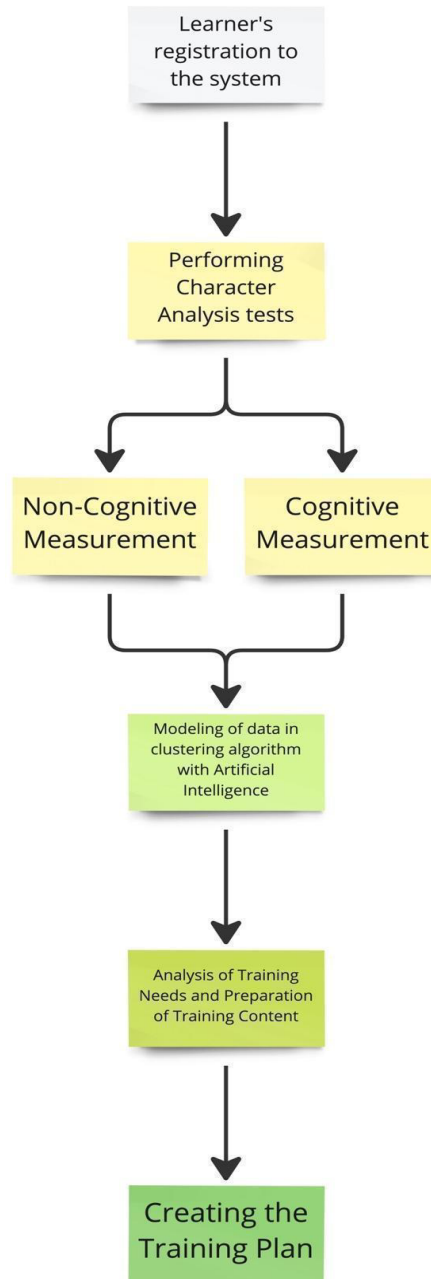 Learner's
registration to
the system
Performing
Character
Analysis tests
Non-Cognitive
Measurement
Cognitive
Measurement
Modeling of data in
clustering algorithm
with Artificial
Intelligence
Analysis of Training
Needs and Preparation
of Training Content
Creating the
Training Plan